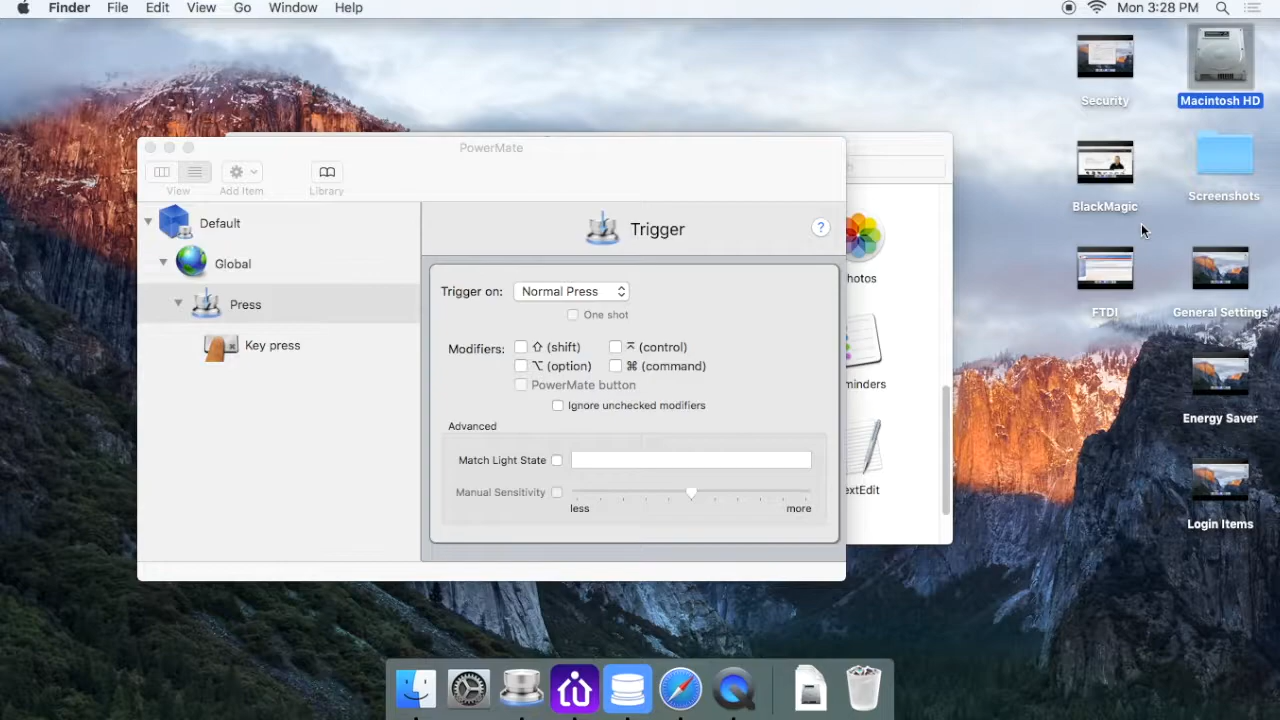 Finder File Edit View Go Window Help Mon 3:28 PM
Security
Macintosh HD
BlackMagic
Screenshots
FTDI
General Settings
Energy Saver
Login Items
PowerMate
View Add Item Library
Default
Global
Press
Key press
Trigger
?
Trigger on: Normal Press
One shot
Modifiers: ⇧ (shift) ⌃ (control)
⌥ (option) ⌘ (command)
PowerMate button
Ignore unchecked modifiers
Advanced
Match Light State
Manual Sensitivity
less more
hotos
minders
extEdit